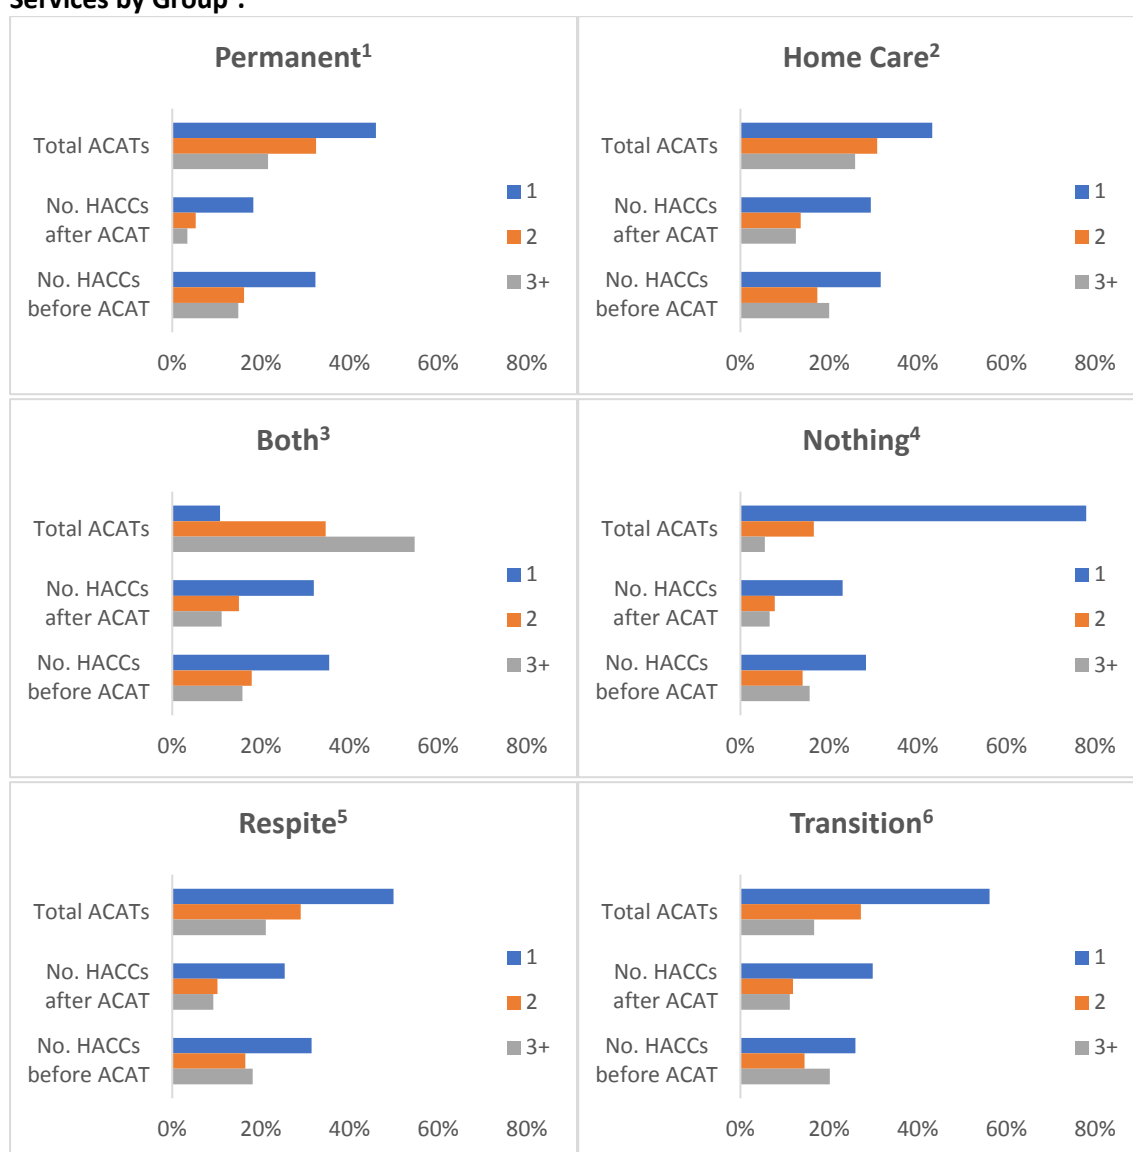 Services by Group¹.
Permanent¹
Total ACATs
No. HACCs
after ACAT
No. HACCs
before ACAT
1
2
3+
0% 20% 40% 60% 80%
Home Care²
Total ACATs
No. HACCs
after ACAT
No. HACCs
before ACAT
1
2
3+
0% 20% 40% 60% 80%
Both³
Total ACATs
No. HACCs
after ACAT
No. HACCs
before ACAT
1
2
3+
0% 20% 40% 60% 80%
Nothing⁴
Total ACATs
No. HACCs
after ACAT
No. HACCs
before ACAT
1
2
3+
0% 20% 40% 60% 80%
Respite⁵
Total ACATs
No. HACCs
after ACAT
No. HACCs
before ACAT
1
2
3+
0% 20% 40% 60% 80%
Transition⁶
Total ACATs
No. HACCs
after ACAT
No. HACCs
before ACAT
1
2
3+
0% 20% 40% 60% 80%